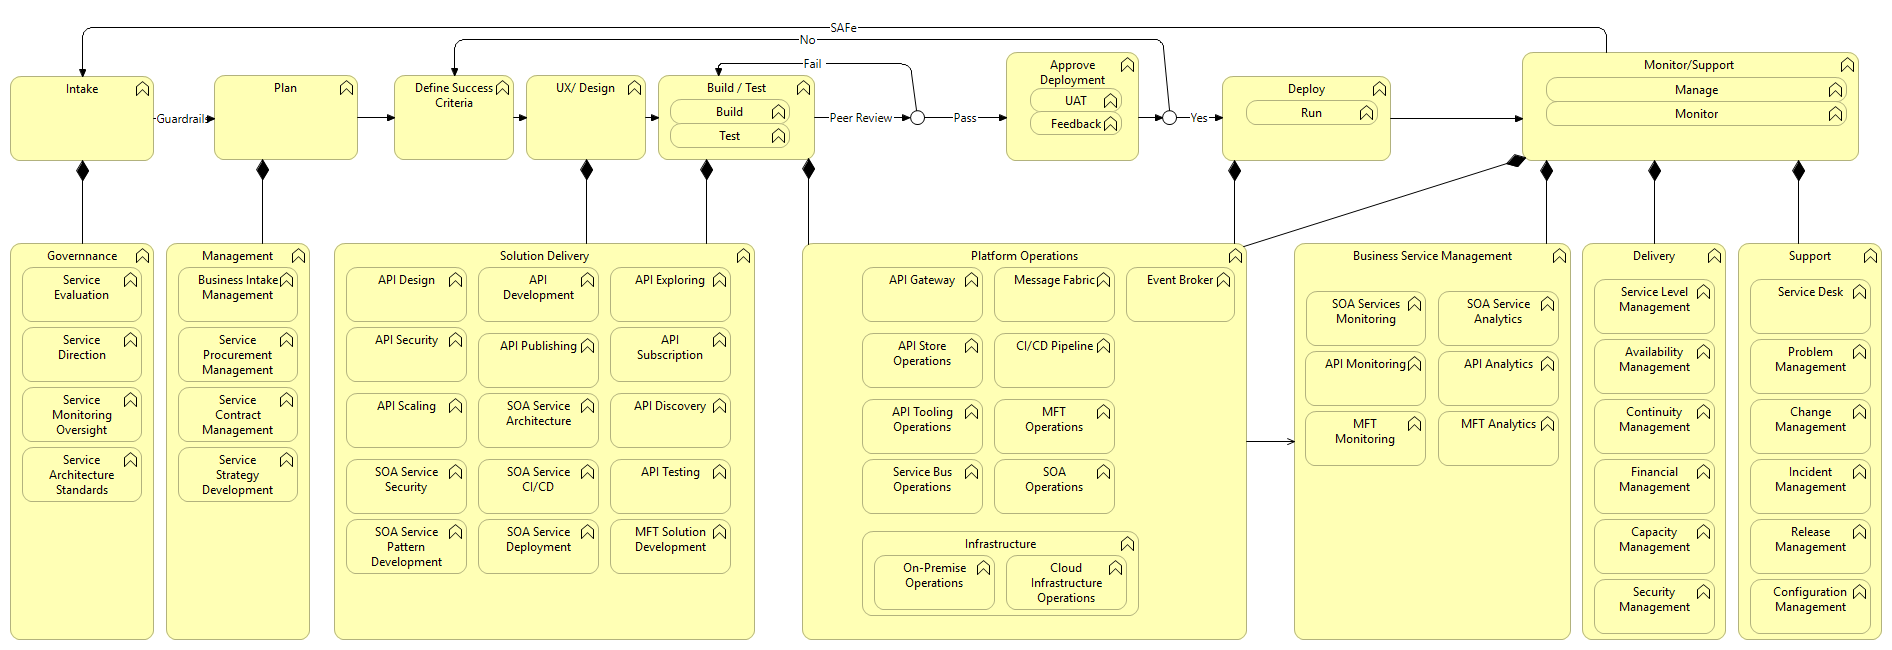 SAFe
No
Fail
Intake
Guardrails
Plan
Define Success
Criteria
UX/ Design
Build / Test
Build
Test
Peer Review
Pass
Approve
Deployment
UAT
Feedback
Yes
Deploy
Run
Monitor/Support
Manage
Monitor
Governnance
Service
Evaluation
Service
Direction
Service
Monitoring
Oversight
Service
Architecture
Standards
Management
Business Intake
Management
Service
Procurement
Management
Service
Contract
Management
Service
Strategy
Development
Solution Delivery
API Design
API
Development
API Exploring
API Security
API Publishing
API
Subscription
API Scaling
SOA Service
Architecture
API Discovery
SOA Service
Security
SOA Service
CI/CD
API Testing
SOA Service
Pattern
Development
SOA Service
Deployment
MFT Solution
Development
Platform Operations
API Gateway
Message Fabric
Event Broker
API Store
Operations
CI/CD Pipeline
API Tooling
Operations
MFT
Operations
Service Bus
Operations
SOA
Operations
Infrastructure
On-Premise
Operations
Cloud
Infrastructure
Operations
Business Service Management
SOA Services
Monitoring
SOA Service
Analytics
API Monitoring
API Analytics
MFT
Monitoring
MFT Analytics
Delivery
Service Level
Management
Availability
Management
Continuity
Management
Financial
Management
Capacity
Management
Security
Management
Support
Service Desk
Problem
Management
Change
Management
Incident
Management
Release
Management
Configuration
Management